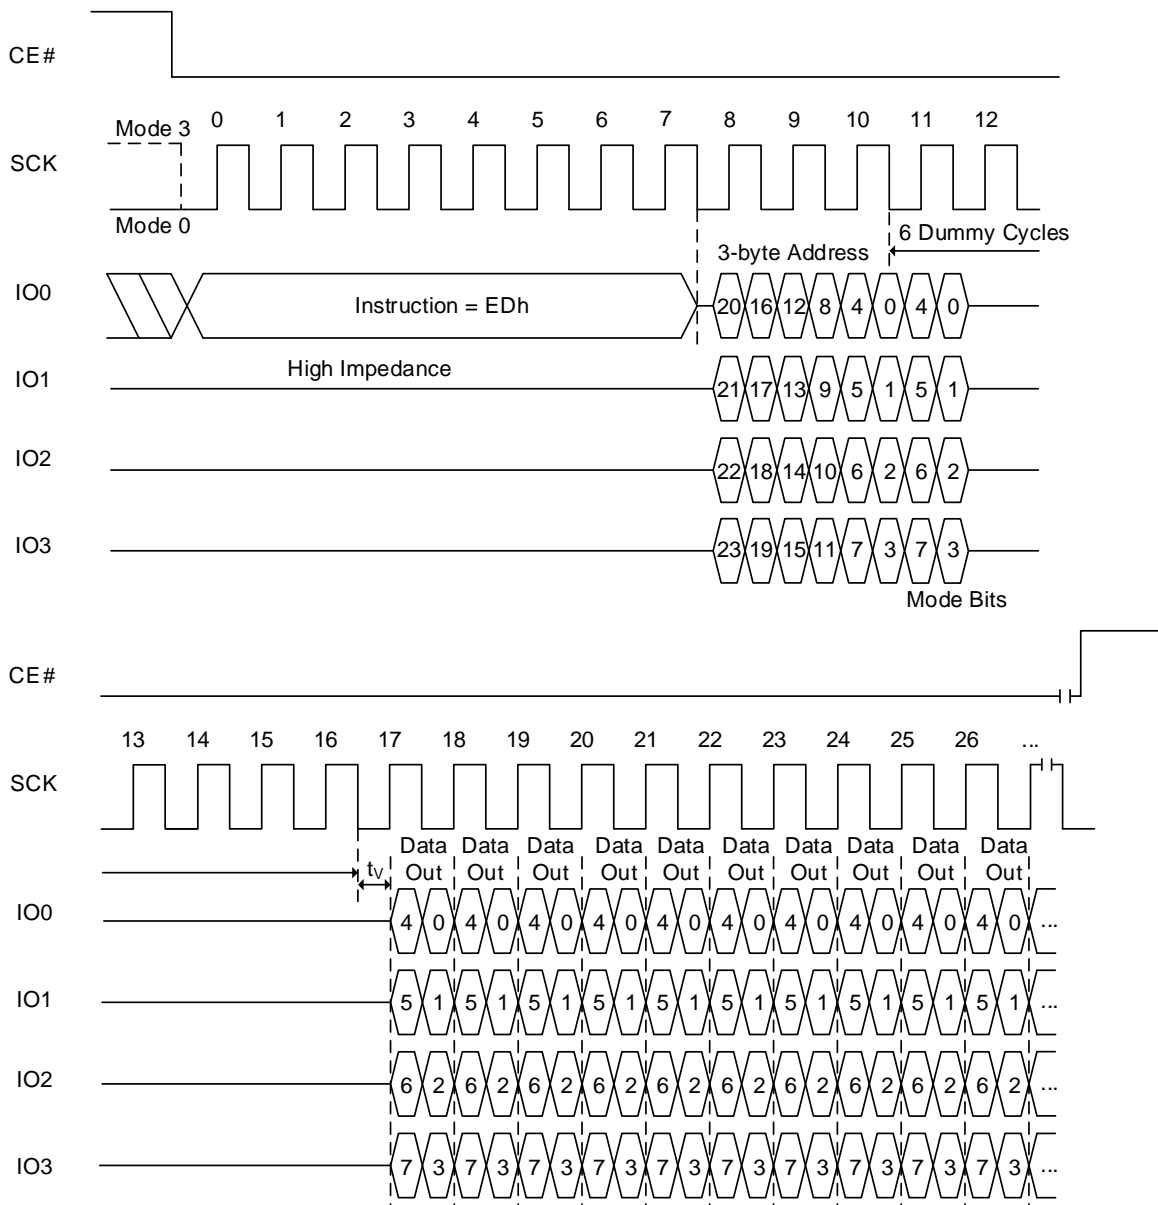 CE#
0 1 2 3 4 5 6 7 8 9 10 11 12
Mode 3
SCK
Mode 0
6 Dummy Cycles
3-byte Address
IO0 Instruction = EDh 20 16 12 8 4 0 4 0
High Impedance
IO1 21 17 13 9 5 1 5 1
IO2 22 18 14 10 6 2 6 2
IO3 23 19 15 11 7 3 7 3
Mode Bits
CE#
13 14 15 16 17 18 19 20 21 22 23 24 25 26 ...
SCK
Data Data Data Data Data Data Data Data Data Data
tV Out Out Out Out Out Out Out Out Out Out
IO0 4 0 4 0 4 0 4 0 4 0 4 0 4 0 4 0 4 0 4 0 ...
IO1 5 1 5 1 5 1 5 1 5 1 5 1 5 1 5 1 5 1 5 1 ...
IO2 6 2 6 2 6 2 6 2 6 2 6 2 6 2 6 2 6 2 6 2 ...
IO3 7 3 7 3 7 3 7 3 7 3 7 3 7 3 7 3 7 3 7 3 ...